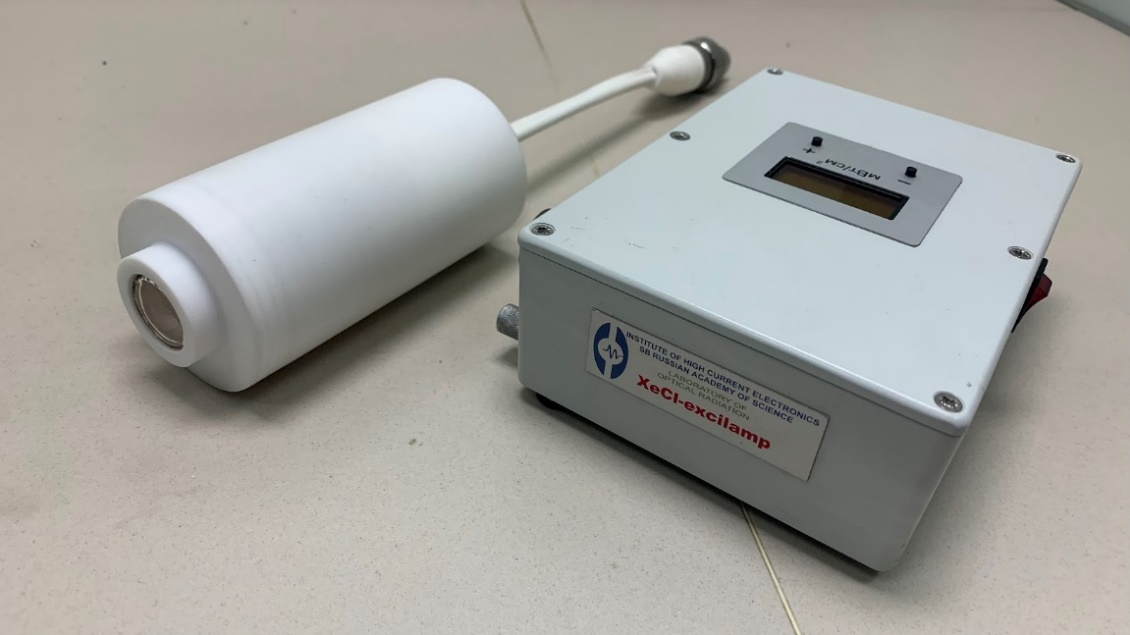 +
−
мВт/см²
INSTITUTE OF HIGH CURRENT ELECTRONICS
SB RUSSIAN ACADEMY OF SCIENCE
LABORATORY OF
OPTICAL RADIATION
XeCl-excilamp